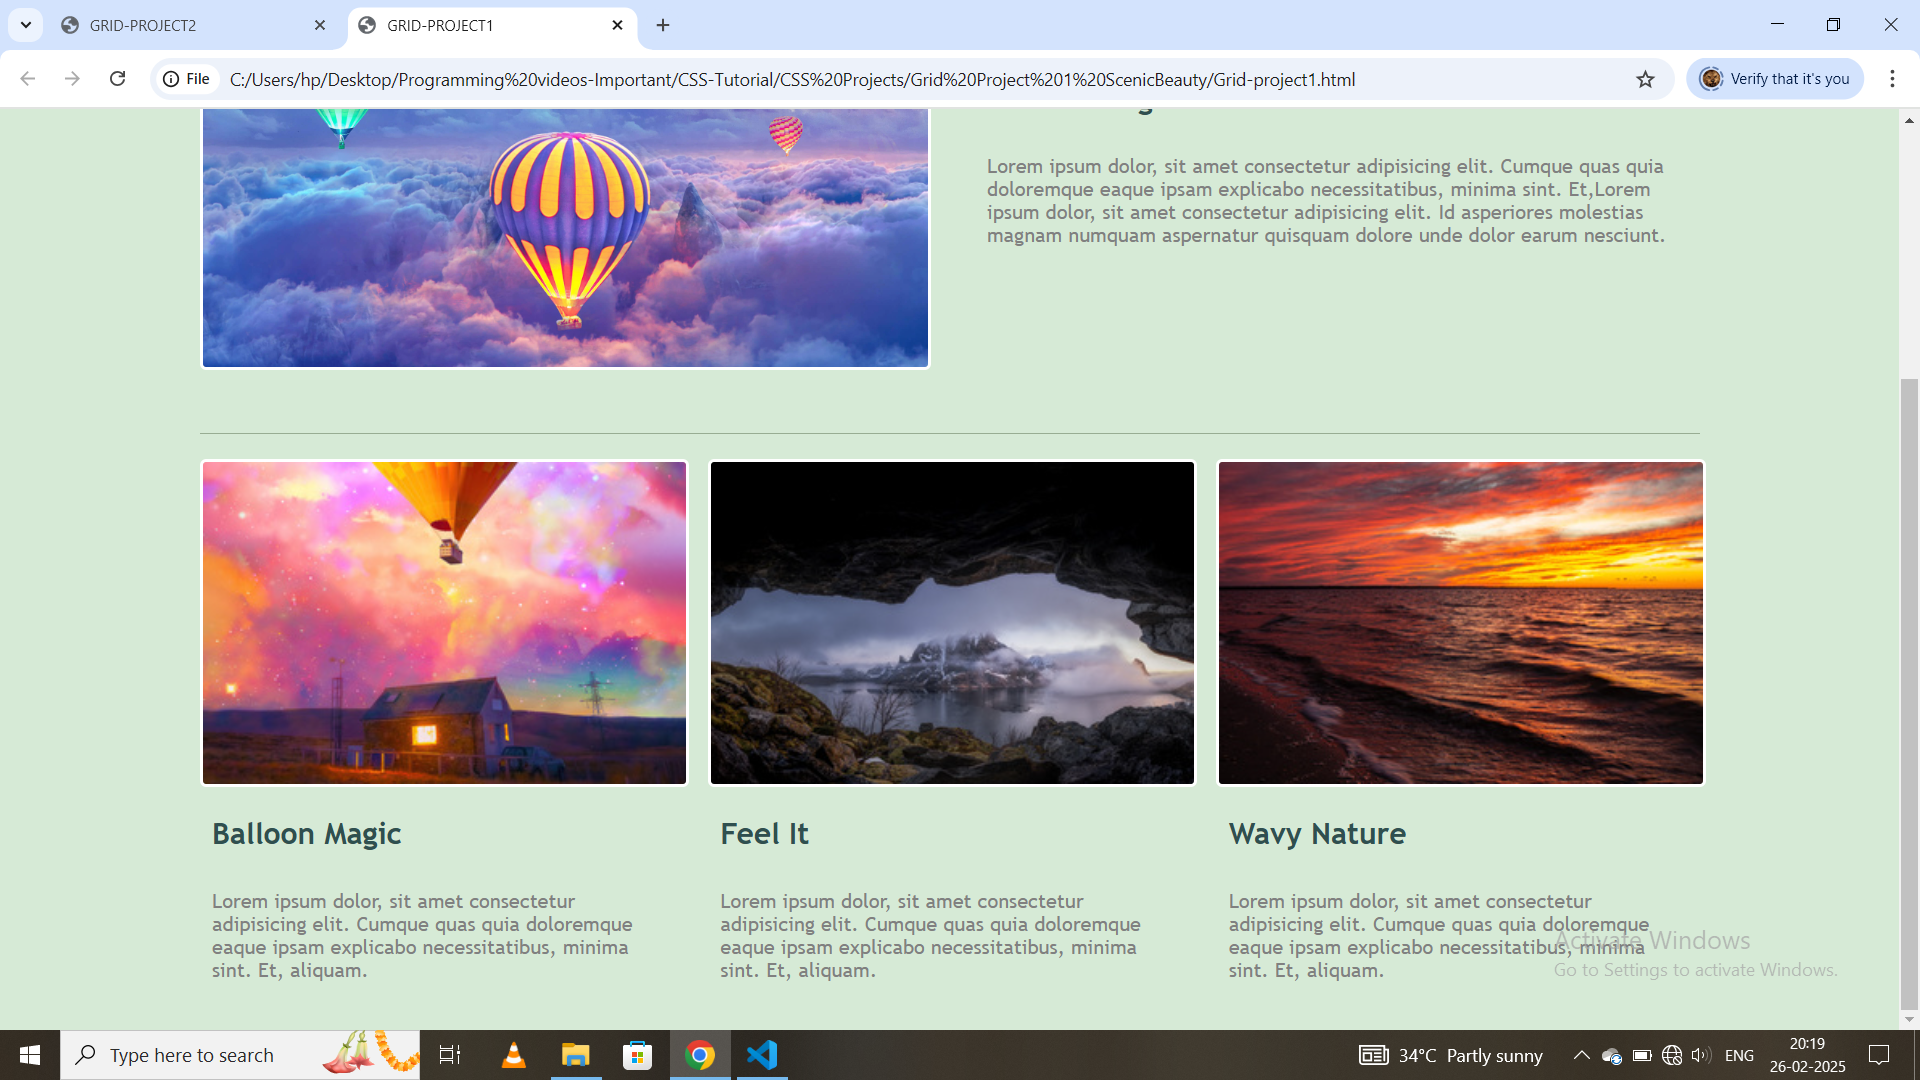 GRID-PROJECT2
GRID-PROJECT1
File
C:/Users/hp/Desktop/Programming%20videos-Important/CSS-Tutorial/CSS%20Projects/Grid%20Project%201%20ScenicBeauty/Grid-project1.html
Verify that it's you
Lorem ipsum dolor, sit amet consectetur adipisicing elit. Cumque quas quia
doloremque eaque ipsam explicabo necessitatibus, minima sint. Et,Lorem
ipsum dolor, sit amet consectetur adipisicing elit. Id asperiores molestias
magnam numquam aspernatur quisquam dolore unde dolor earum nesciunt.
Balloon Magic
Lorem ipsum dolor, sit amet consectetur
adipisicing elit. Cumque quas quia doloremque
eaque ipsam explicabo necessitatibus, minima
sint. Et, aliquam.
Feel It
Lorem ipsum dolor, sit amet consectetur
adipisicing elit. Cumque quas quia doloremque
eaque ipsam explicabo necessitatibus, minima
sint. Et, aliquam.
Wavy Nature
Lorem ipsum dolor, sit amet consectetur
adipisicing elit. Cumque quas quia doloremque
eaque ipsam explicabo necessitatibus, minima
sint. Et, aliquam.
Activate Windows
Go to Settings to activate Windows.
Type here to search
34°C Partly sunny
ENG
20:19
26-02-2025